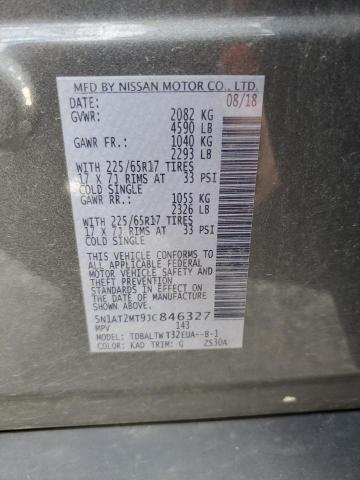 MFD BY NISSAN MOTOR CO., LTD.
DATE: 08/18
GVWR: 2082 KG
4590 LB
GAWR FR.: 1040 KG
2293 LB
WITH 225/65R17 TIRES
17 X 7J RIMS AT 33 PSI
COLD SINGLE
GAWR RR.: 1055 KG
2326 LB
WITH 225/65R17 TIRES
17 X 7J RIMS AT 33 PSI
COLD SINGLE
THIS VEHICLE CONFORMS TO
ALL APPLICABLE FEDERAL
MOTOR VEHICLE SAFETY
AND THEFT PREVENTION
STANDARDS IN EFFECT ON
THE DATE OF MANUFACTURE
SHOWN ABOVE.
5N1AT2MT9JC846327
MPV 143
MODEL: TDBALTW T32EUA--B-1
COLOR: KAD TRIM: G ZS30A